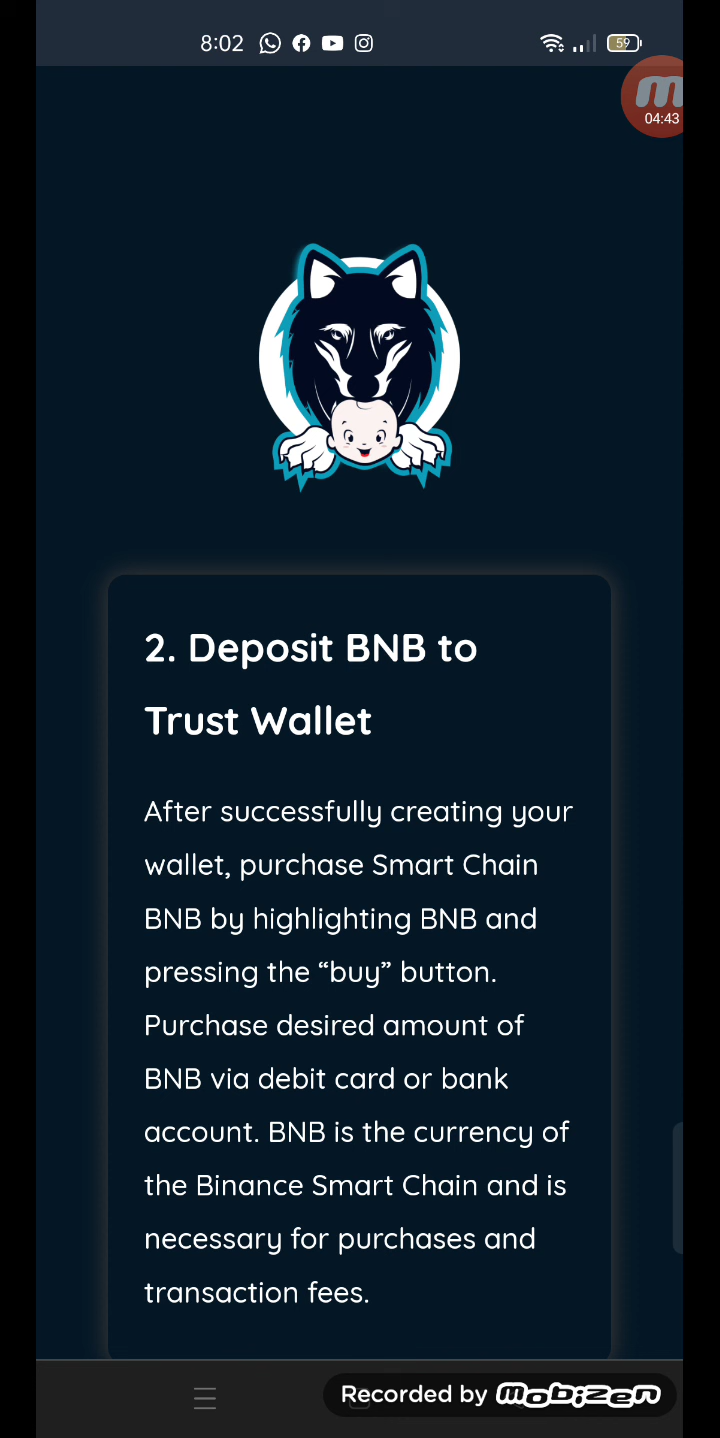 8:02
59
m
04:43
2. Deposit BNB to
Trust Wallet
After successfully creating your
wallet, purchase Smart Chain
BNB by highlighting BNB and
pressing the “buy” button.
Purchase desired amount of
BNB via debit card or bank
account. BNB is the currency of
the Binance Smart Chain and is
necessary for purchases and
transaction fees.
Recorded by mobizen